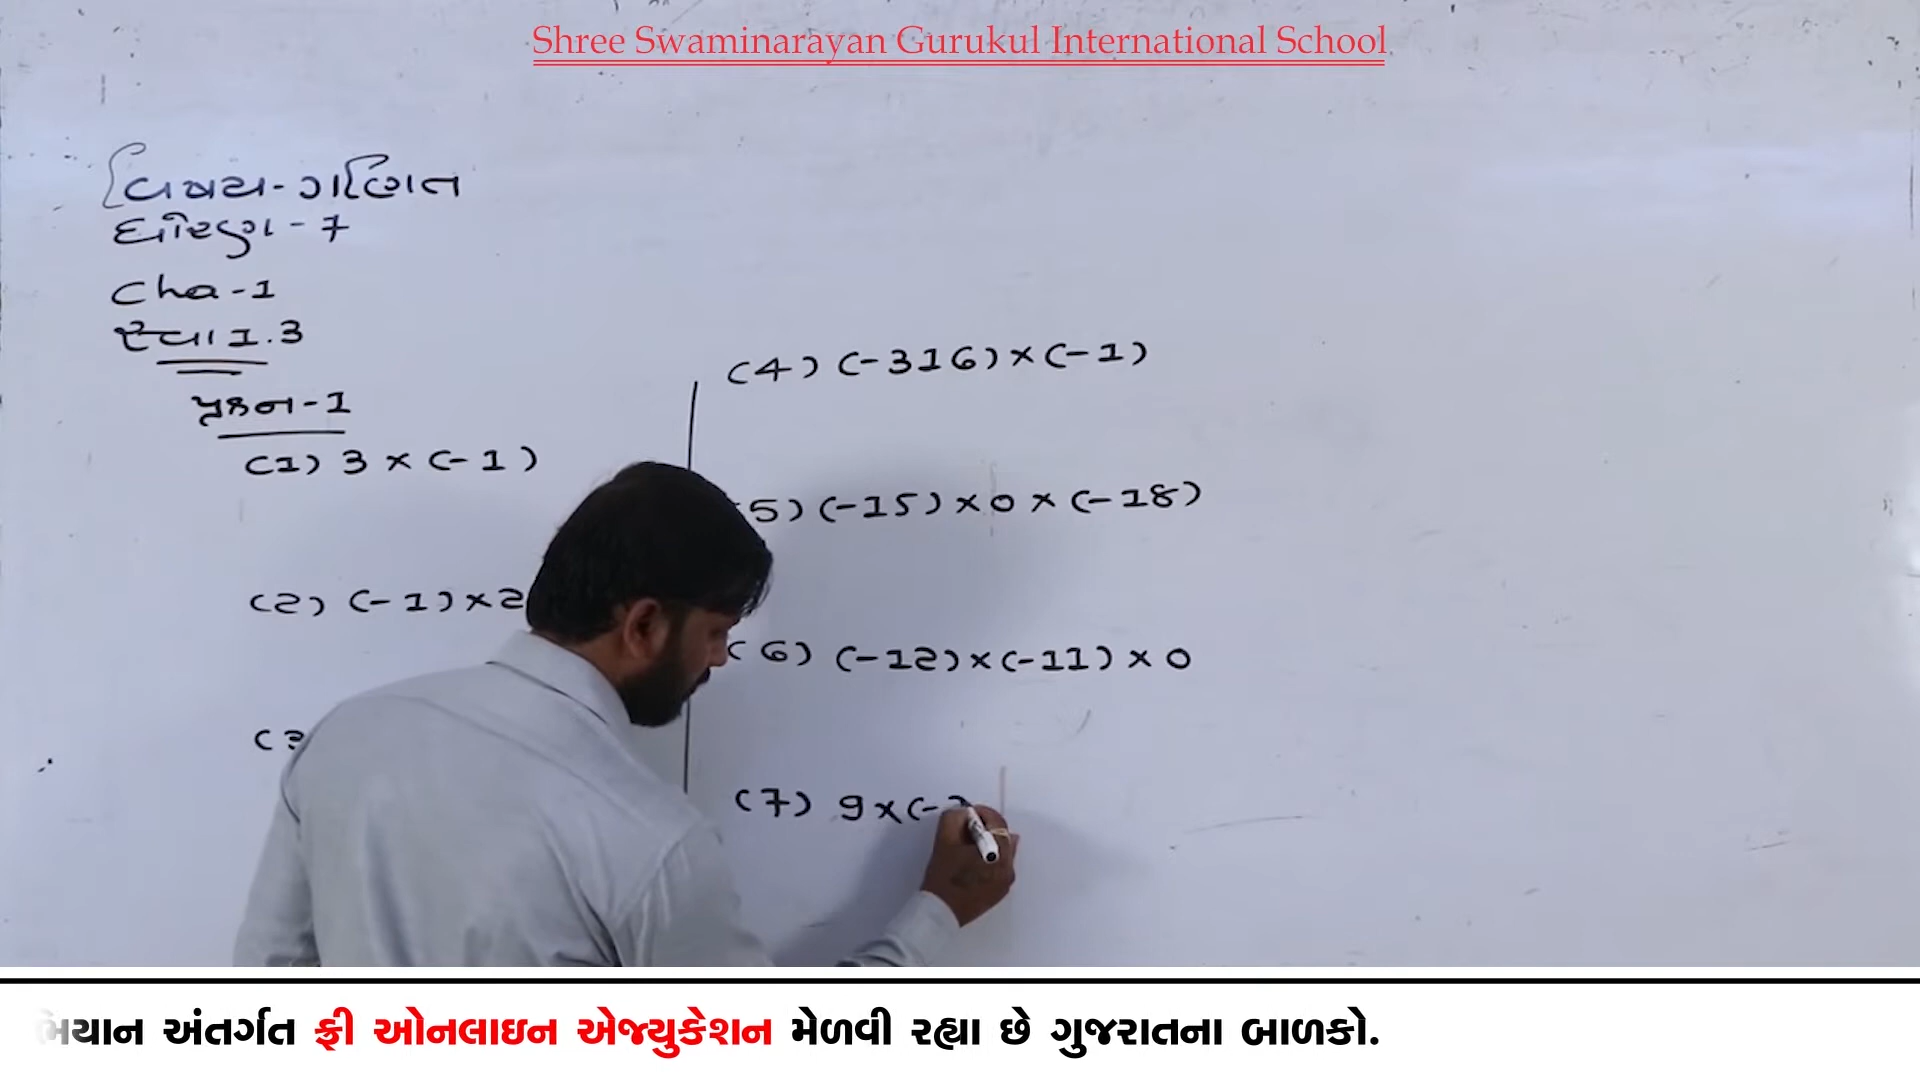 Shree Swaminarayan Gurukul International School
વિષય-ગણિત
ધોરણ-7
Cha-1
સ્વા 1.3
પ્રશ્ન-1
(1) 3 × (-1)
(2) (-1) × 2
(3
(4) (-316) × (-1)
(5) (-15) × 0 × (-18)
(6) (-12) × (-11) × 0
(7) 9 × (-
અંતર્ગત ફ્રી ઓનલાઇન એજ્યુકેશન મેળવી રહ્યા છે ગુજરાતના બાળકો.